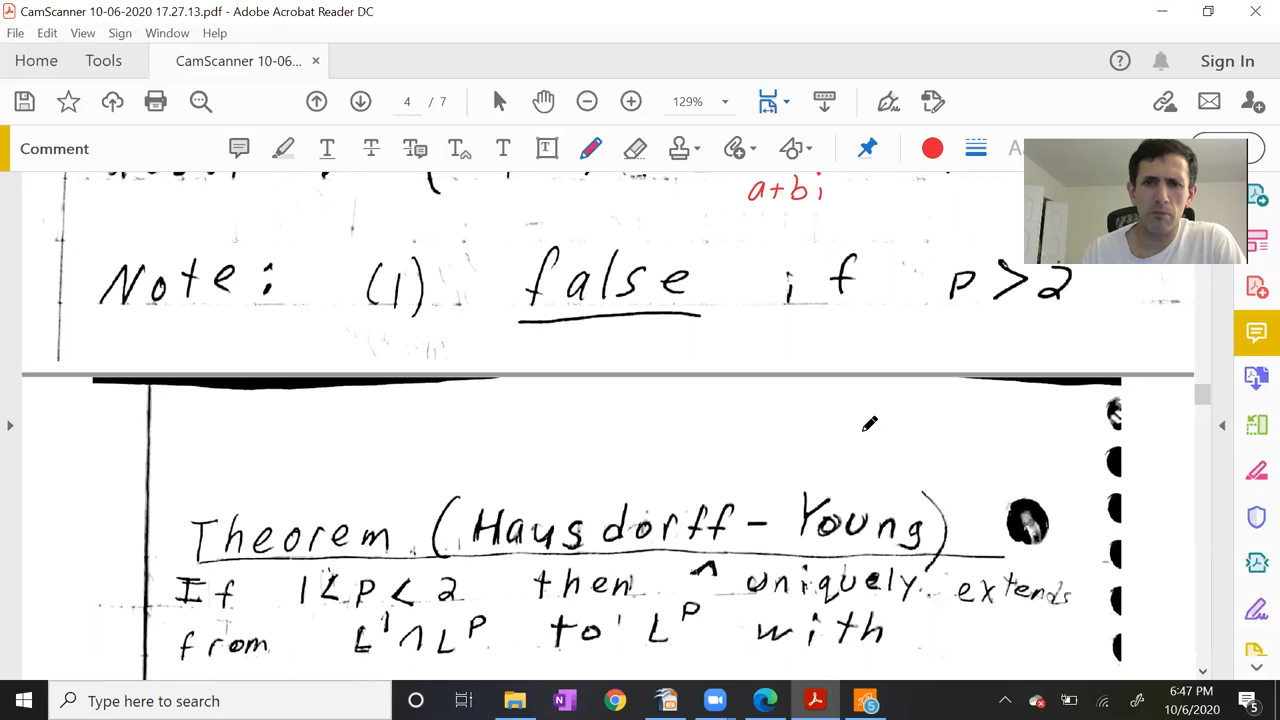 CamScanner 10-06-2020 17.27.13.pdf - Adobe Acrobat Reader DC
File Edit View Sign Window Help
Home Tools CamScanner 10-06... × Sign In
4 / 7 129%
Comment
a+bi
Note: (1) false if p>2
Theorem (Hausdorff-Young)
If 1<p<2 then ^ uniquely extends
from L¹∩Lᵖ to Lᵖ with
Type here to search
6:47 PM
10/6/2020
5
5